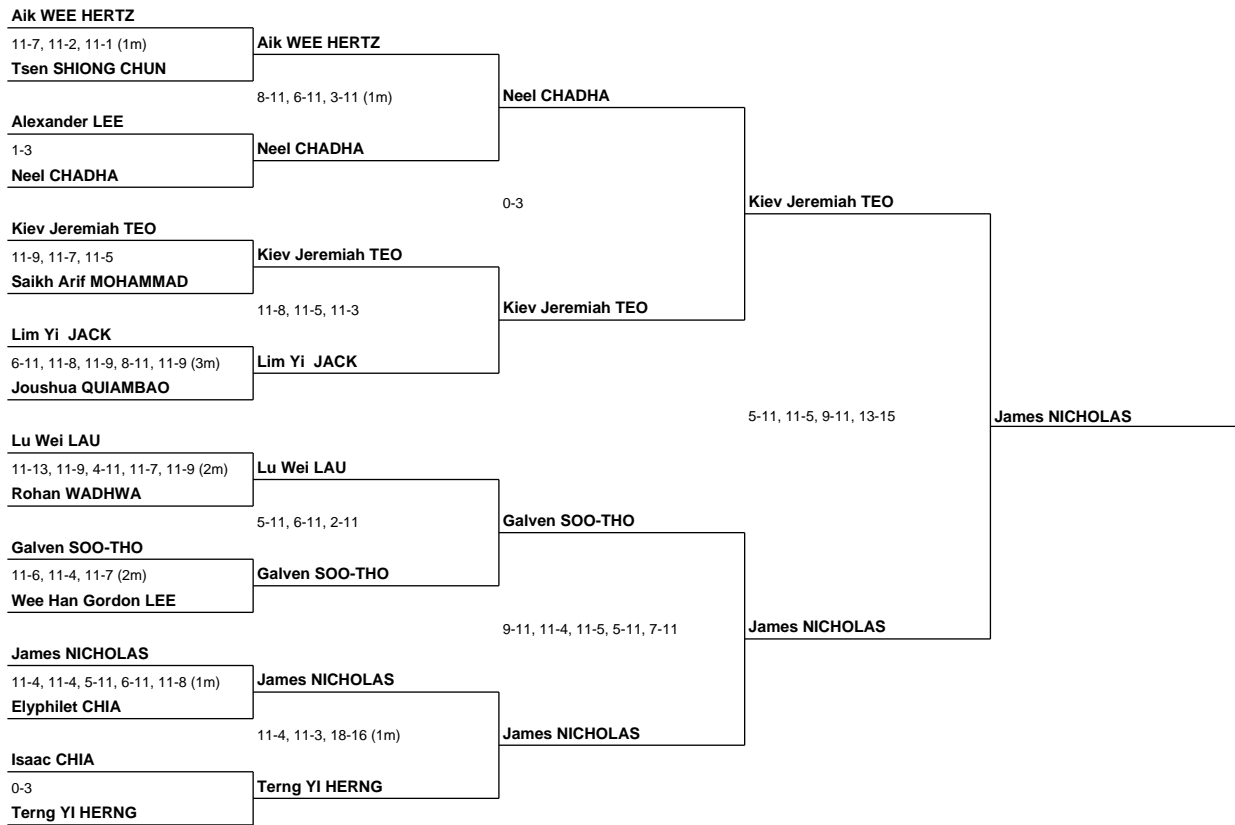 Aik WEE HERTZ
11-7, 11-2, 11-1 (1m)
Tsen SHIONG CHUN
Alexander LEE
1-3
Neel CHADHA
Kiev Jeremiah TEO
11-9, 11-7, 11-5
Saikh Arif MOHAMMAD
Lim Yi  JACK
6-11, 11-8, 11-9, 8-11, 11-9 (3m)
Joushua QUIAMBAO
Lu Wei LAU
11-13, 11-9, 4-11, 11-7, 11-9 (2m)
Rohan WADHWA
Galven SOO-THO
11-6, 11-4, 11-7 (2m)
Wee Han Gordon LEE
James NICHOLAS
11-4, 11-4, 5-11, 6-11, 11-8 (1m)
Elyphilet CHIA
Isaac CHIA
0-3
Terng YI HERNG
Aik WEE HERTZ
8-11, 6-11, 3-11 (1m)
Neel CHADHA
Kiev Jeremiah TEO
11-8, 11-5, 11-3
Lim Yi  JACK
Lu Wei LAU
5-11, 6-11, 2-11
Galven SOO-THO
James NICHOLAS
11-4, 11-3, 18-16 (1m)
Terng YI HERNG
Neel CHADHA
0-3
Kiev Jeremiah TEO
Galven SOO-THO
9-11, 11-4, 11-5, 5-11, 7-11
James NICHOLAS
Kiev Jeremiah TEO
5-11, 11-5, 9-11, 13-15
James NICHOLAS
James NICHOLAS